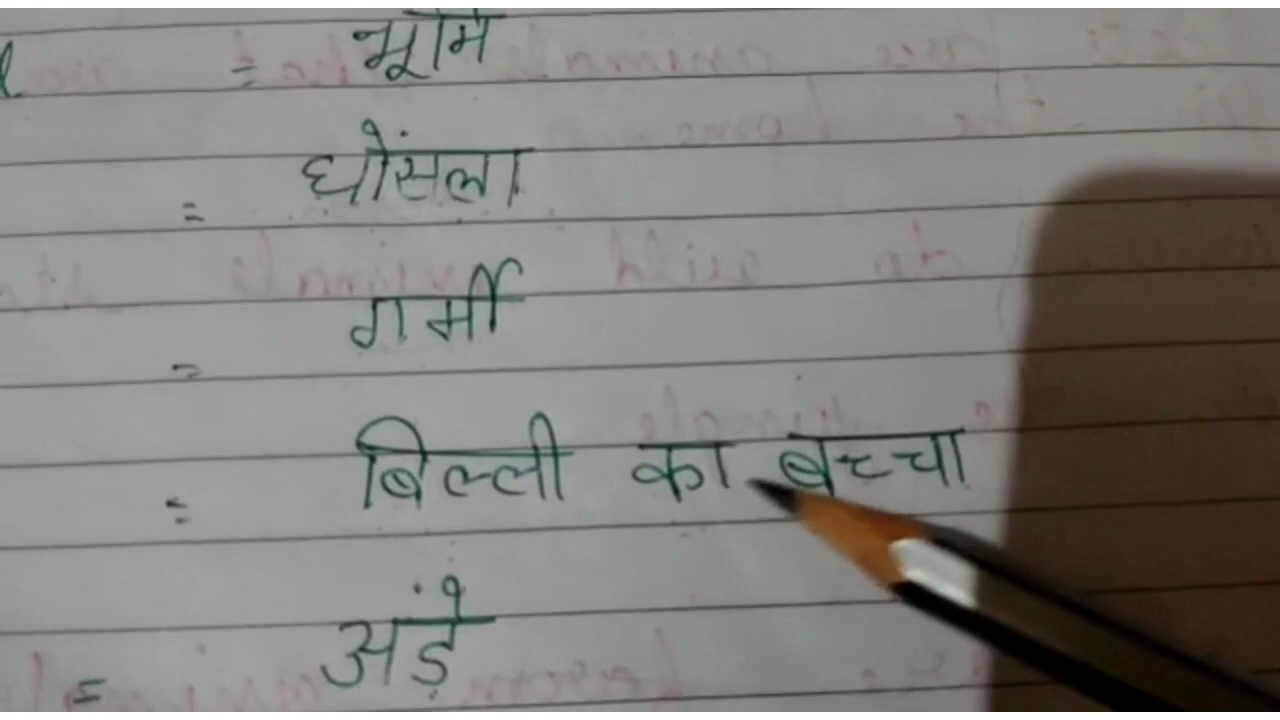 = भूमि
= घोंसला
= गर्मी
= बिल्ली का बच्चा
= अंडे